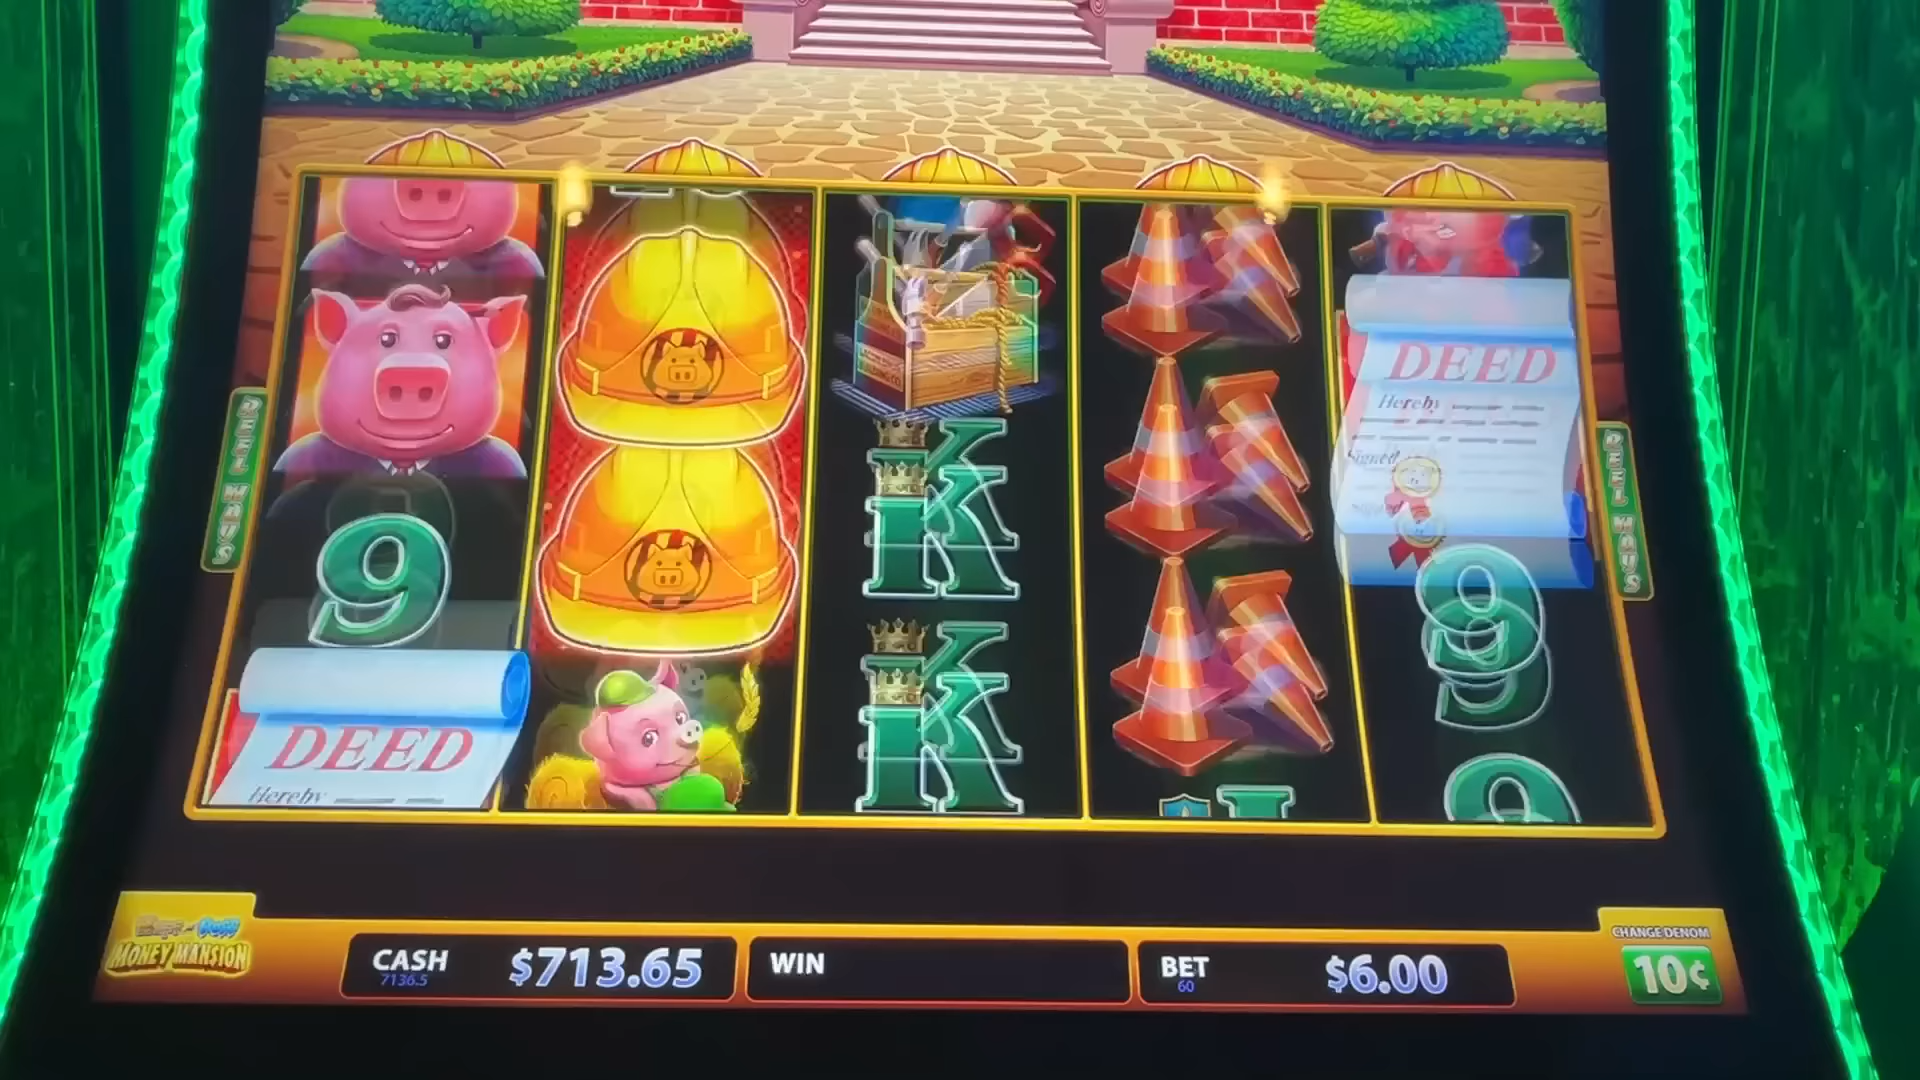 REEL WAYS
DEED
Hereby
Signed
REEL WAYS
9
K
9
K
9
DEED
Hereby
MONEY MANSION
CASH
7136.5
$713.65
WIN
BET
60
$6.00
CHANGE DENOM
10¢